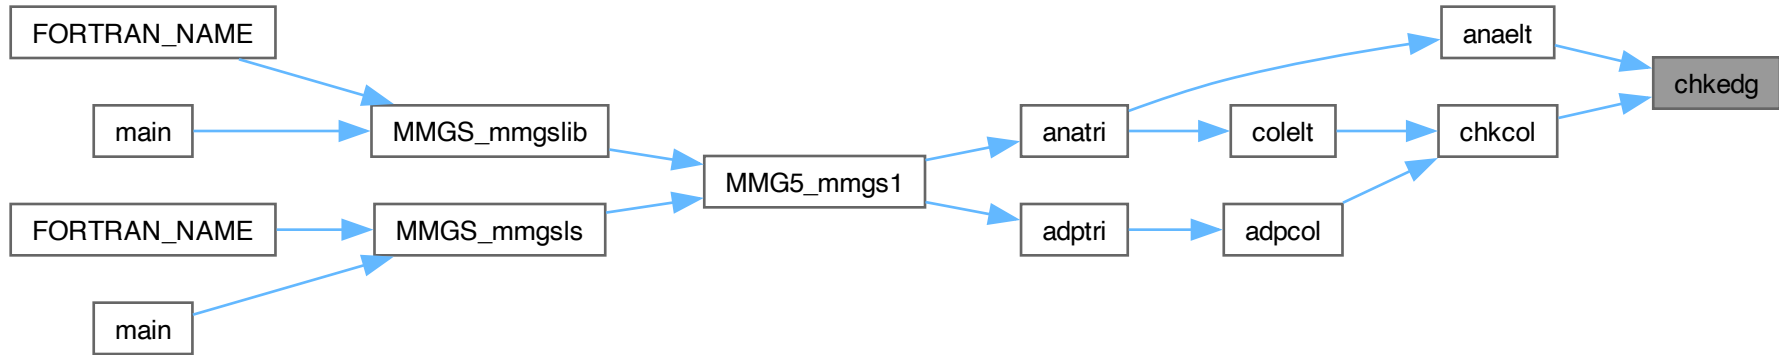 FORTRAN_NAME
main
MMGS_mmgslib
FORTRAN_NAME
MMGS_mmgsls
main
MMG5_mmgs1
anatri
adptri
anaelt
colelt
chkcol
adpcol
chkedg